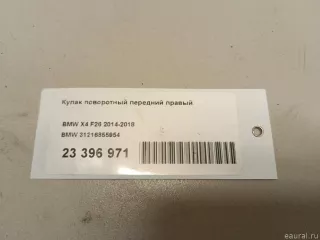 Кулак поворотный передний правый
BMW X4 F26 2014-2018
BMW 31216855854
23 396 971
eaural.ru